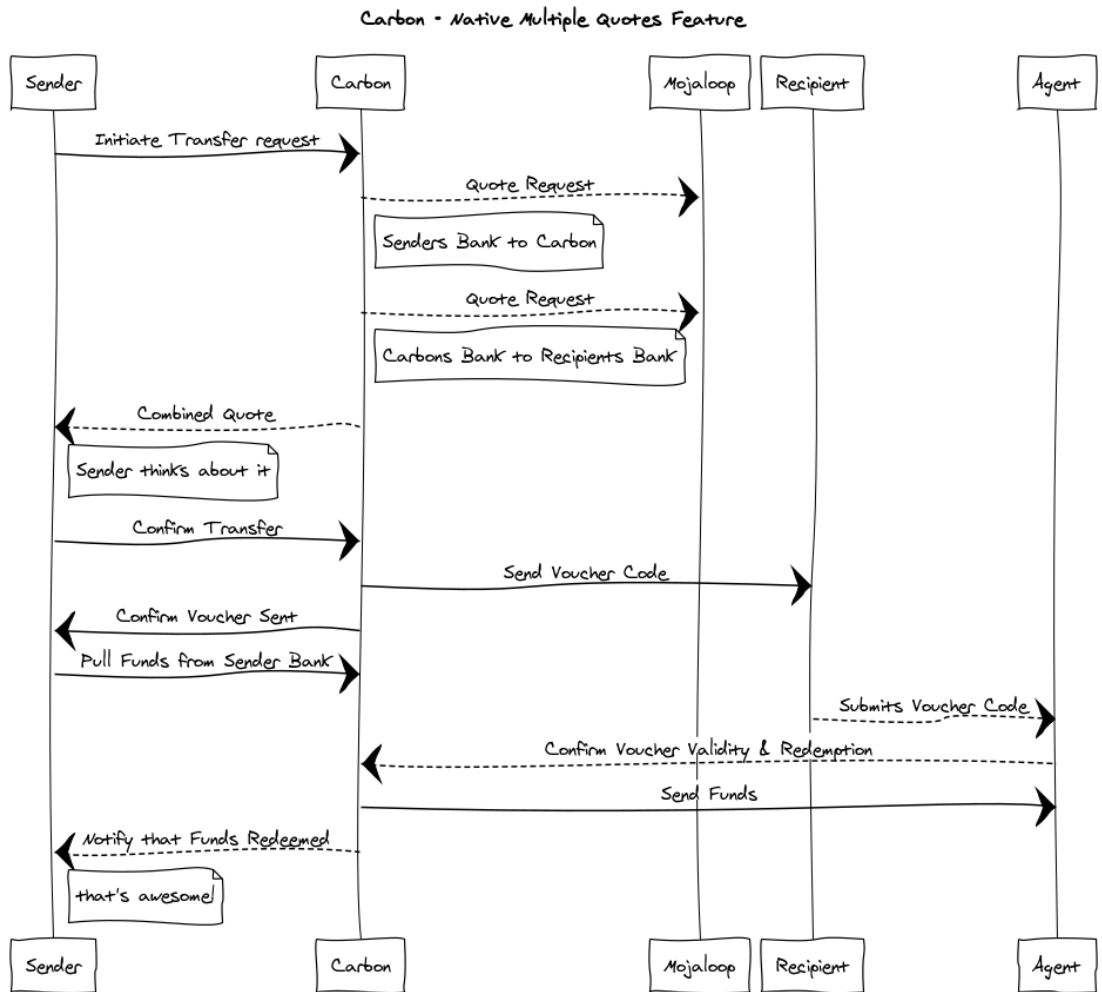 Carbon - Native Multiple Quotes Feature
Sender
Carbon
Mojaloop
Recipient
Agent
Initiate Transfer request
Quote Request
Senders Bank to Carbon
Quote Request
Carbons Bank to Recipients Bank
Combined Quote
Sender thinks about it
Confirm Transfer
Send Voucher Code
Confirm Voucher Sent
Pull Funds from Sender Bank
Submits Voucher Code
Confirm Voucher Validity & Redemption
Send Funds
Notify that Funds Redeemed
that's awesome!
Sender
Carbon
Mojaloop
Recipient
Agent